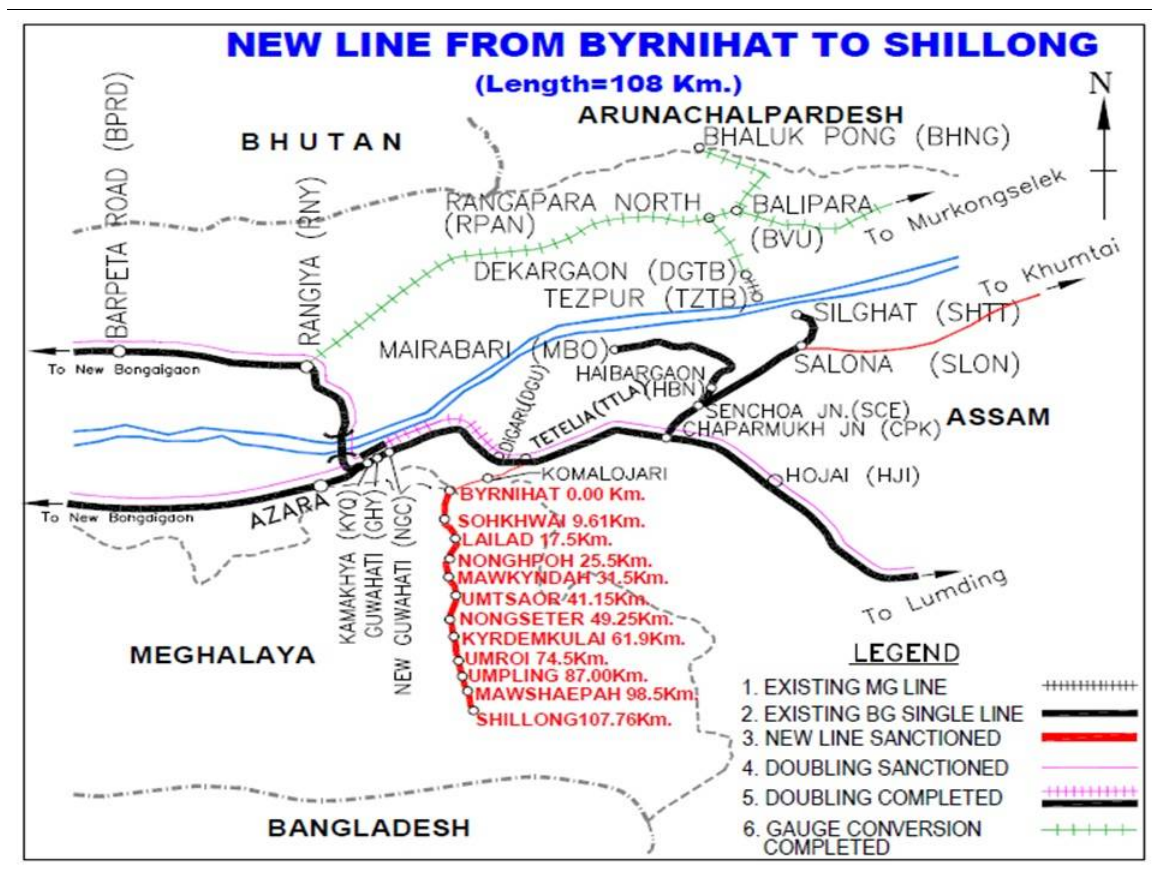 NEW LINE FROM BYRNIHAT TO SHILLONG
(Length=108 Km.)
N
ARUNACHALPARDESH
BHUTAN
BHALUK PONG (BHNG)
BARPETA ROAD (BPRD)
RANGIYA (RNY)
RANGAPARA NORTH
(RPAN)
BALIPARA
(BVU)
To Murkongselek
DEKARGAON (DGTB)
TEZPUR (TZTB)
To Khumtai
SILGHAT (SHTT)
MAIRABARI (MBO)
SALONA (SLON)
To New Bongaigaon
HAIBARGAON
(HBN)
DIGARU(DGU)
TETELIA(TTLA)
SENCHOA JN.(SCE)
CHAPARMUKH JN (CPK)
ASSAM
KOMALOJARI
HOJAI (HJI)
AZARA
To New Bongaigaon
KAMAKHYA (KYQ)
GUWAHATI (GHY)
NEW GUWAHATI (NGC)
BYRNIHAT 0.00 Km.
SOHKHWAI 9.61Km.
LAILAD 17.5Km.
NONGHPOH 25.5Km.
MAWKYNDAH 31.5Km.
UMTSAOR 41.15Km.
NONGSETER 49.25Km.
KYRDEMKULAI 61.9Km.
UMROI 74.5Km.
UMPLING 87.00Km.
MAWSHAEPAH 98.5Km.
SHILLONG107.76Km.
To Lumding
MEGHALAYA
BANGLADESH
LEGEND
1. EXISTING MG LINE
2. EXISTING BG SINGLE LINE
3. NEW LINE SANCTIONED
4. DOUBLING SANCTIONED
5. DOUBLING COMPLETED
6. GAUGE CONVERSION
COMPLETED